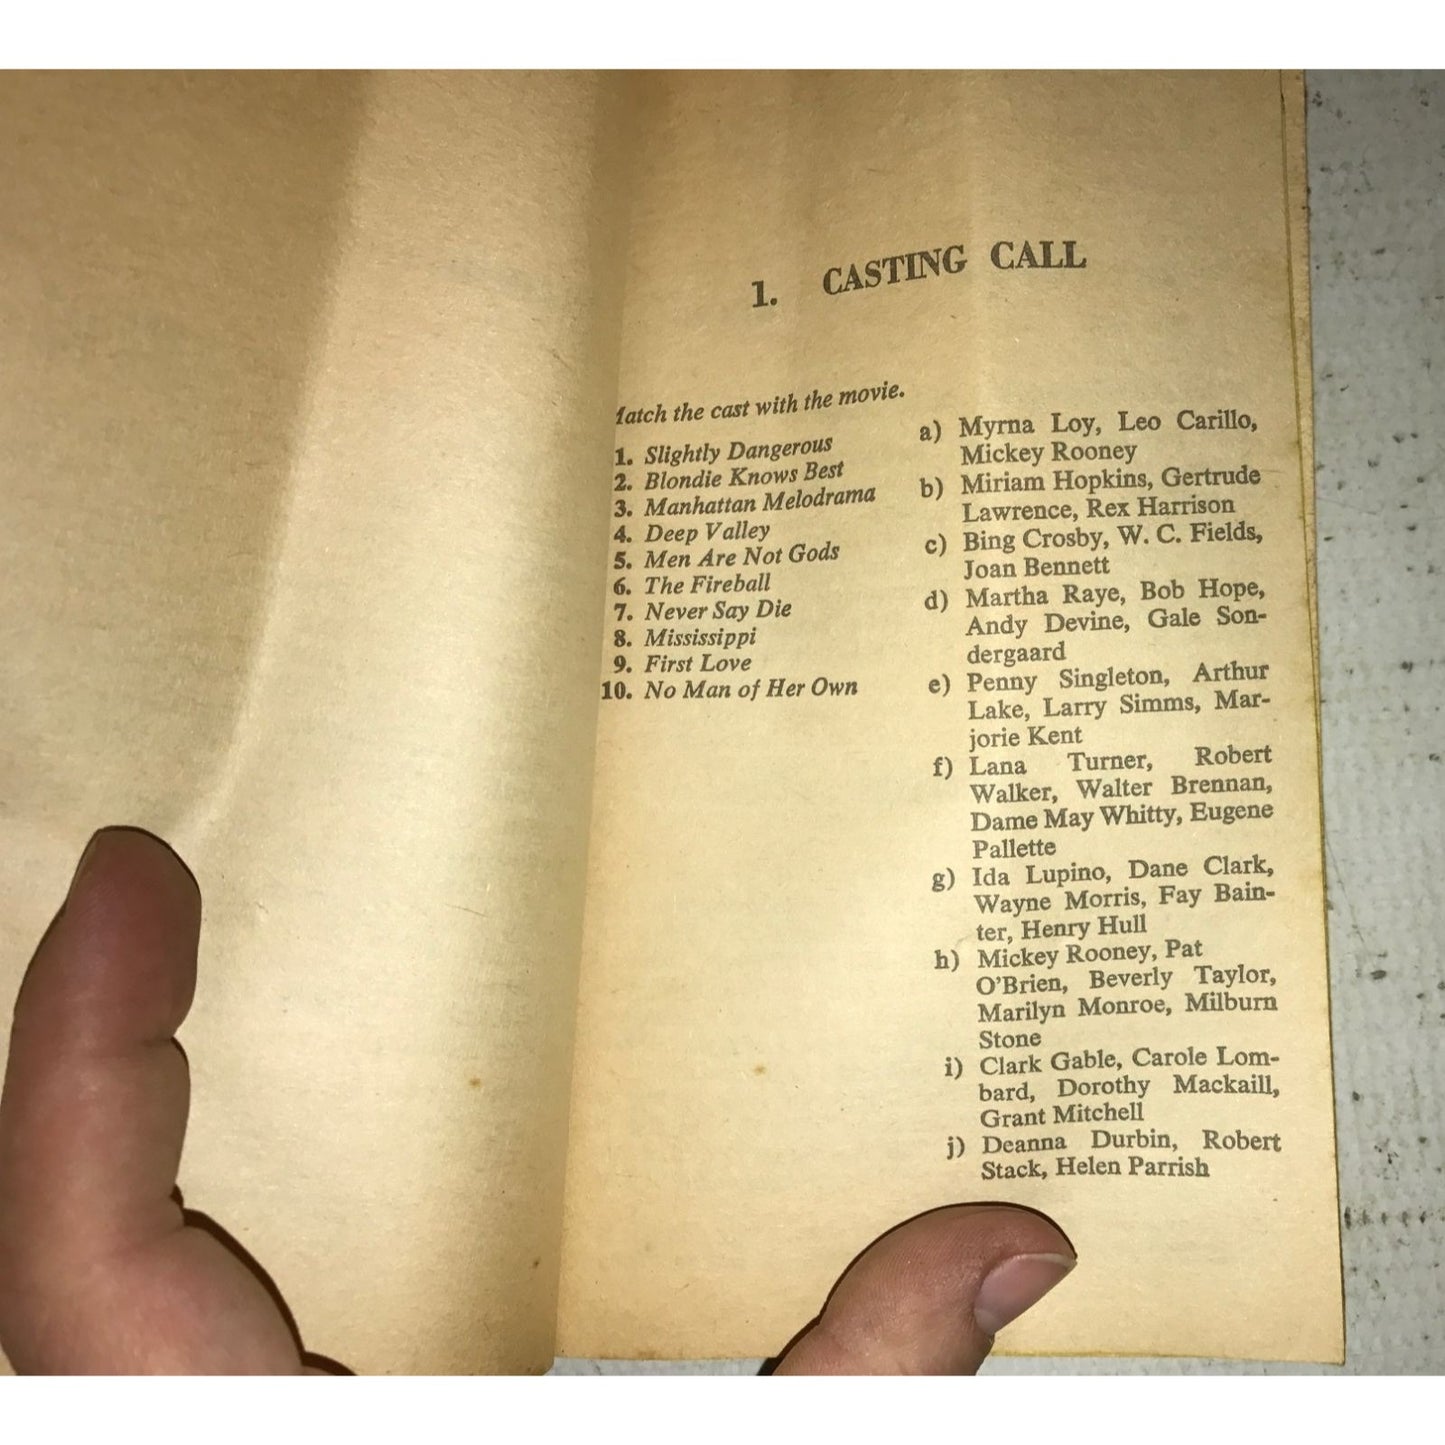 1. CASTING CALL
Match the cast with the movie.
1. Slightly Dangerous
2. Blondie Knows Best
3. Manhattan Melodrama
4. Deep Valley
5. Men Are Not Gods
6. The Fireball
7. Never Say Die
8. Mississippi
9. First Love
10. No Man of Her Own
a) Myrna Loy, Leo Carillo,
Mickey Rooney
b) Miriam Hopkins, Gertrude
Lawrence, Rex Harrison
c) Bing Crosby, W. C. Fields,
Joan Bennett
d) Martha Raye, Bob Hope,
Andy Devine, Gale Son-
dergaard
e) Penny Singleton, Arthur
Lake, Larry Simms, Mar-
jorie Kent
f) Lana Turner, Robert
Walker, Walter Brennan,
Dame May Whitty, Eugene
Pallette
g) Ida Lupino, Dane Clark,
Wayne Morris, Fay Bain-
ter, Henry Hull
h) Mickey Rooney, Pat
O'Brien, Beverly Taylor,
Marilyn Monroe, Milburn
Stone
i) Clark Gable, Carole Lom-
bard, Dorothy Mackaill,
Grant Mitchell
j) Deanna Durbin, Robert
Stack, Helen Parrish